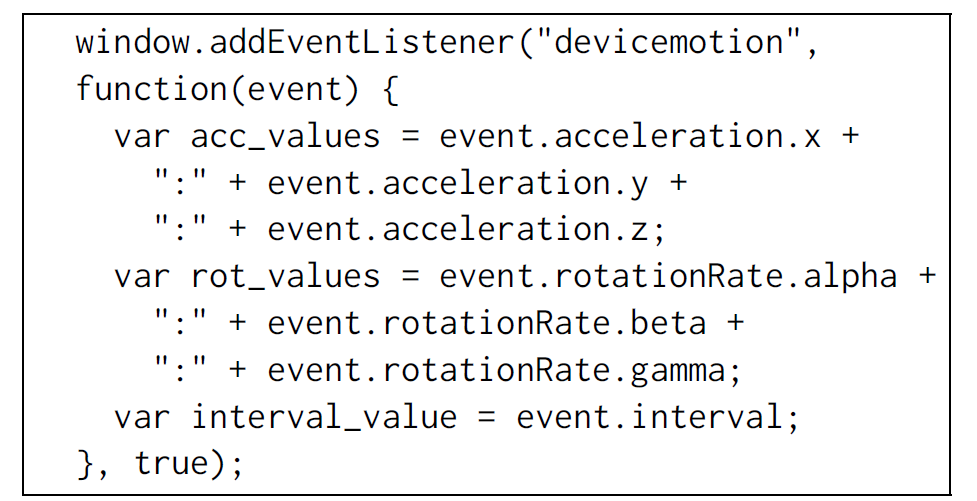 window.addEventListener("devicemotion",
function(event) {
  var acc_values = event.acceleration.x +
    ":" + event.acceleration.y +
    ":" + event.acceleration.z;
  var rot_values = event.rotationRate.alpha +
    ":" + event.rotationRate.beta +
    ":" + event.rotationRate.gamma;
  var interval_value = event.interval;
}, true);